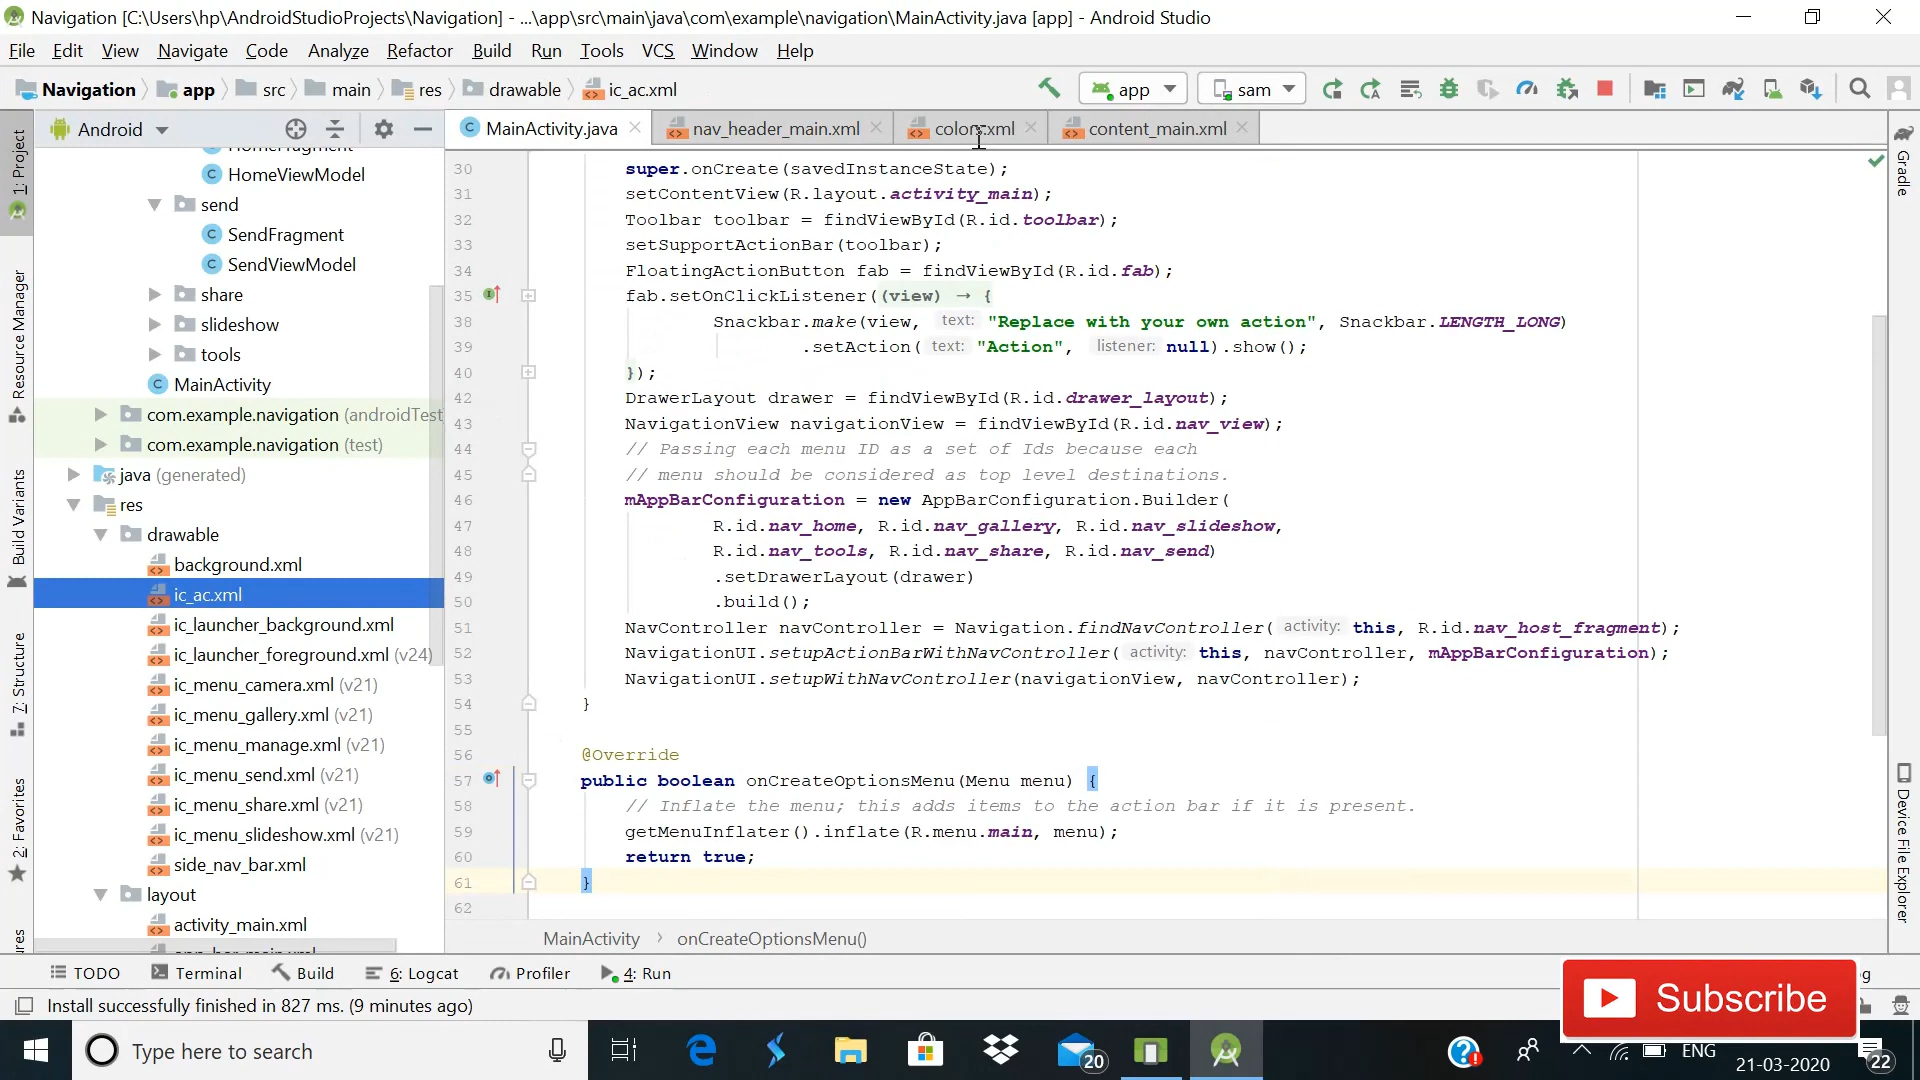 Navigation [C:\Users\hp\AndroidStudioProjects\Navigation] - ...\app\src\main\java\com\example\navigation\MainActivity.java [app] - Android Studio
File Edit View Navigate Code Analyze Refactor Build Run Tools VCS Window Help
Navigation app src main res drawable ic_ac.xml app sam
Android MainActivity.java nav_header_main.xml colors.xml content_main.xml
1: Project
Resource Manager
Build Variants
7: Structure
2: Favorites
HomeViewModel
send
SendFragment
SendViewModel
share
slideshow
tools
MainActivity
com.example.navigation (androidTest
com.example.navigation (test)
java (generated)
res
drawable
background.xml
ic_ac.xml
ic_launcher_background.xml
ic_launcher_foreground.xml (v24)
ic_menu_camera.xml (v21)
ic_menu_gallery.xml (v21)
ic_menu_manage.xml (v21)
ic_menu_send.xml (v21)
ic_menu_share.xml (v21)
ic_menu_slideshow.xml (v21)
side_nav_bar.xml
layout
activity_main.xml
30 super.onCreate(savedInstanceState);
31 setContentView(R.layout.activity_main);
32 Toolbar toolbar = findViewById(R.id.toolbar);
33 setSupportActionBar(toolbar);
34 FloatingActionButton fab = findViewById(R.id.fab);
35 fab.setOnClickListener((view) → {
38 Snackbar.make(view, text: "Replace with your own action", Snackbar.LENGTH_LONG)
39 .setAction( text: "Action", listener: null).show();
40 });
42 DrawerLayout drawer = findViewById(R.id.drawer_layout);
43 NavigationView navigationView = findViewById(R.id.nav_view);
44 // Passing each menu ID as a set of Ids because each
45 // menu should be considered as top level destinations.
46 mAppBarConfiguration = new AppBarConfiguration.Builder(
47 R.id.nav_home, R.id.nav_gallery, R.id.nav_slideshow,
48 R.id.nav_tools, R.id.nav_share, R.id.nav_send)
49 .setDrawerLayout(drawer)
50 .build();
51 NavController navController = Navigation.findNavController( activity: this, R.id.nav_host_fragment);
52 NavigationUI.setupActionBarWithNavController( activity: this, navController, mAppBarConfiguration);
53 NavigationUI.setupWithNavController(navigationView, navController);
54 }
55
56 @Override
57 public boolean onCreateOptionsMenu(Menu menu) {
58 // Inflate the menu; this adds items to the action bar if it is present.
59 getMenuInflater().inflate(R.menu.main, menu);
60 return true;
61 }
62
Gradle
Device File Explorer
MainActivity › onCreateOptionsMenu()
TODO Terminal Build 6: Logcat Profiler 4: Run
Install successfully finished in 827 ms. (9 minutes ago)
Subscribe
Type here to search
20
ENG
21-03-2020
22